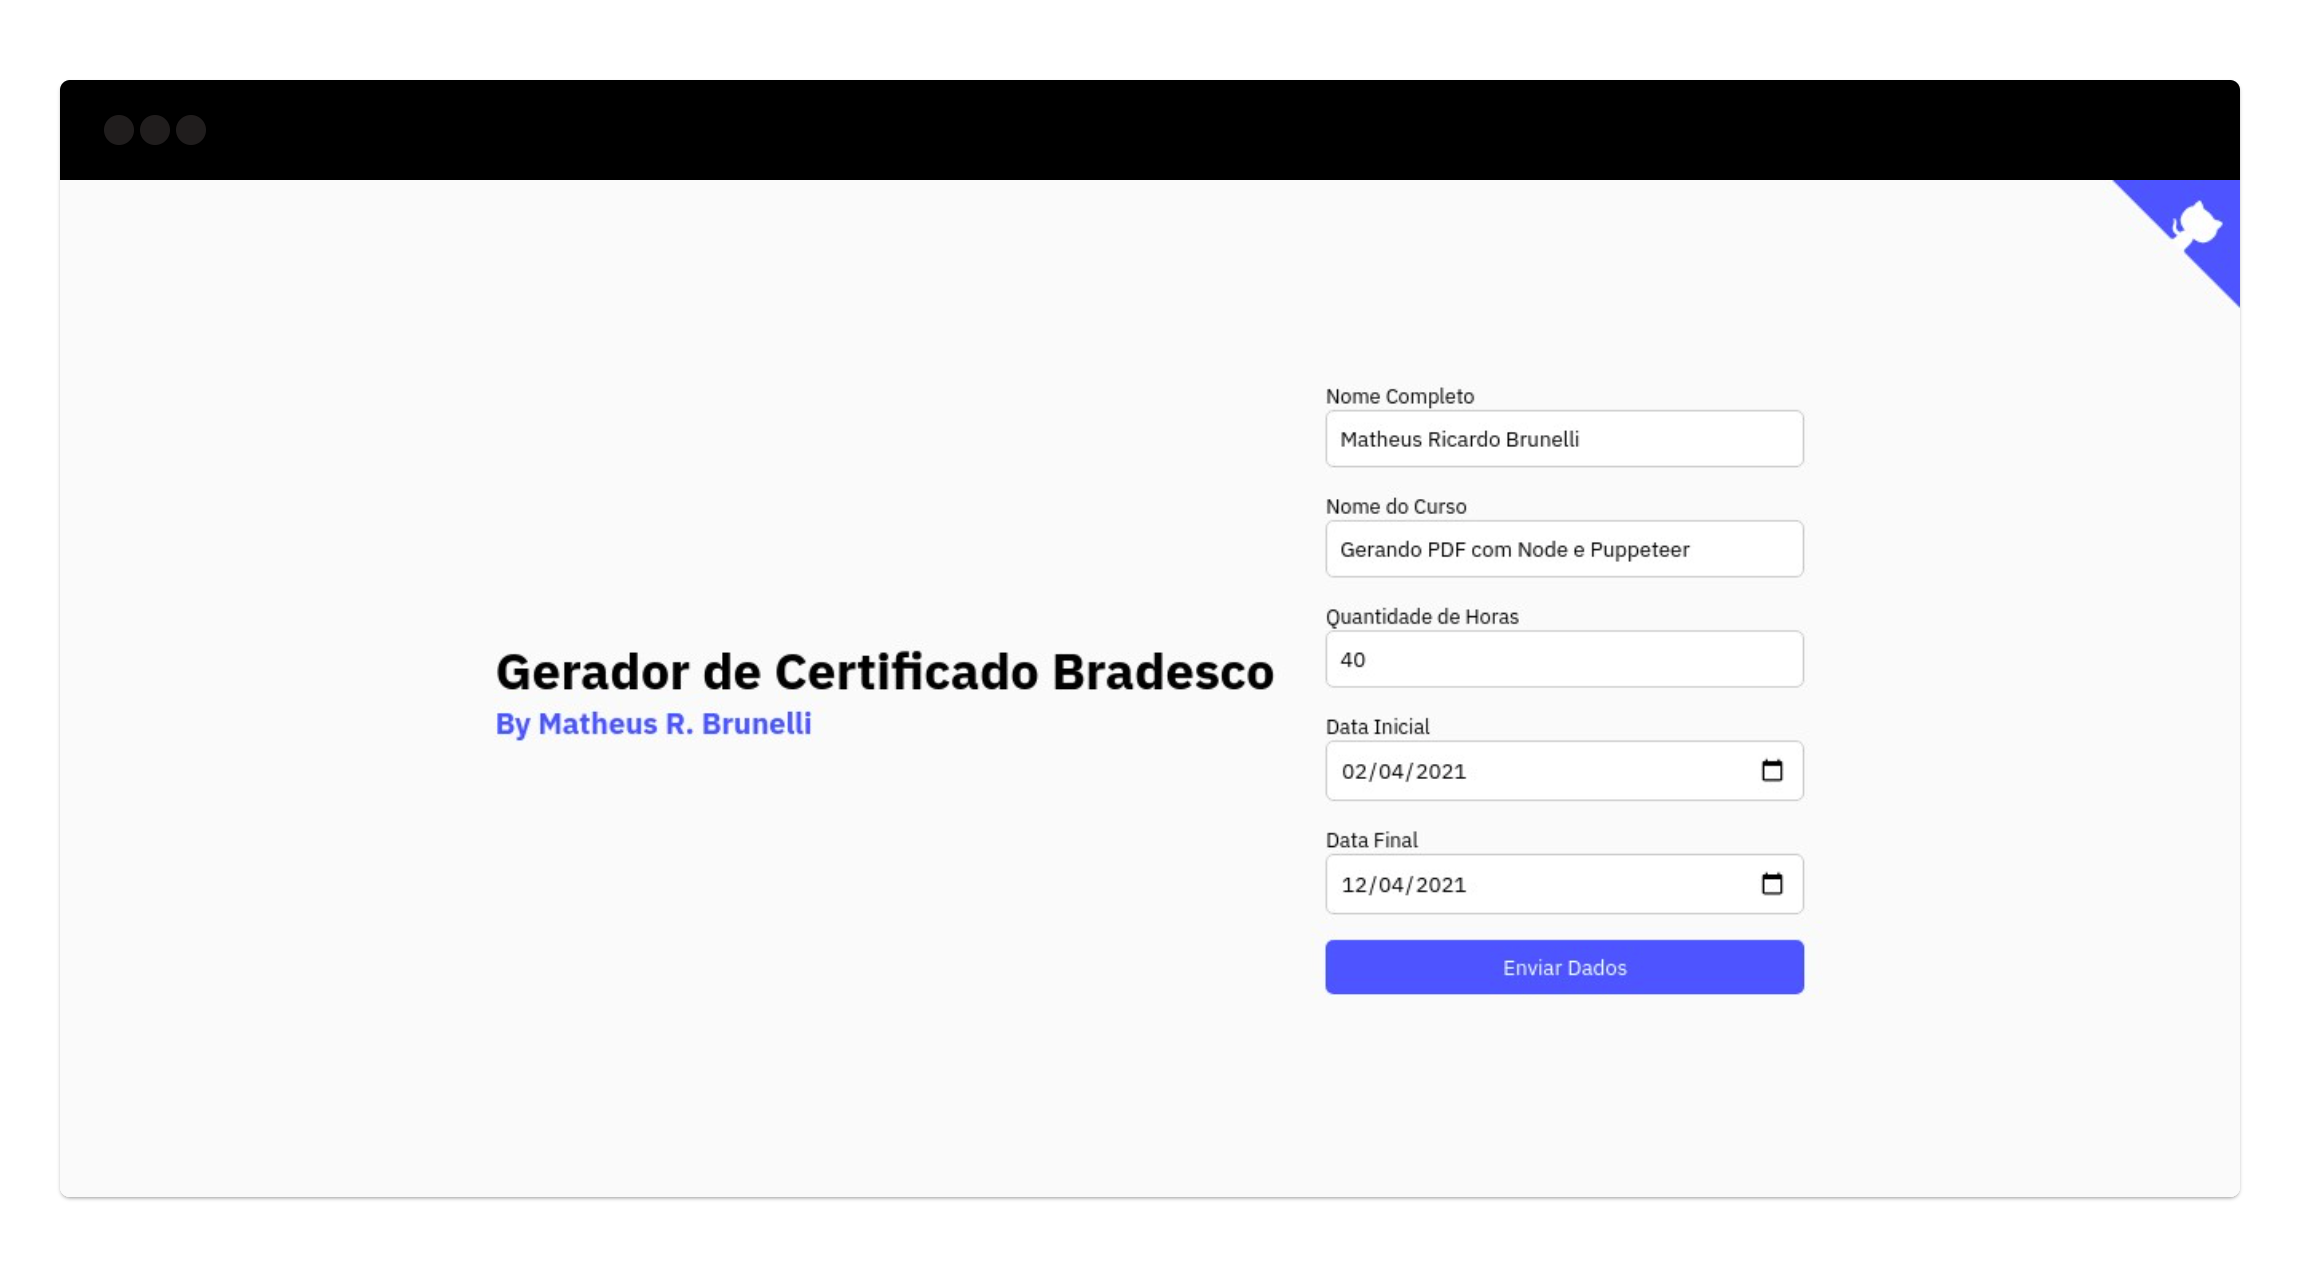 Gerador de Certificado Bradesco
By Matheus R. Brunelli
Nome Completo
Matheus Ricardo Brunelli
Nome do Curso
Gerando PDF com Node e Puppeteer
Quantidade de Horas
40
Data Inicial
02/04/2021
Data Final
12/04/2021
Enviar Dados